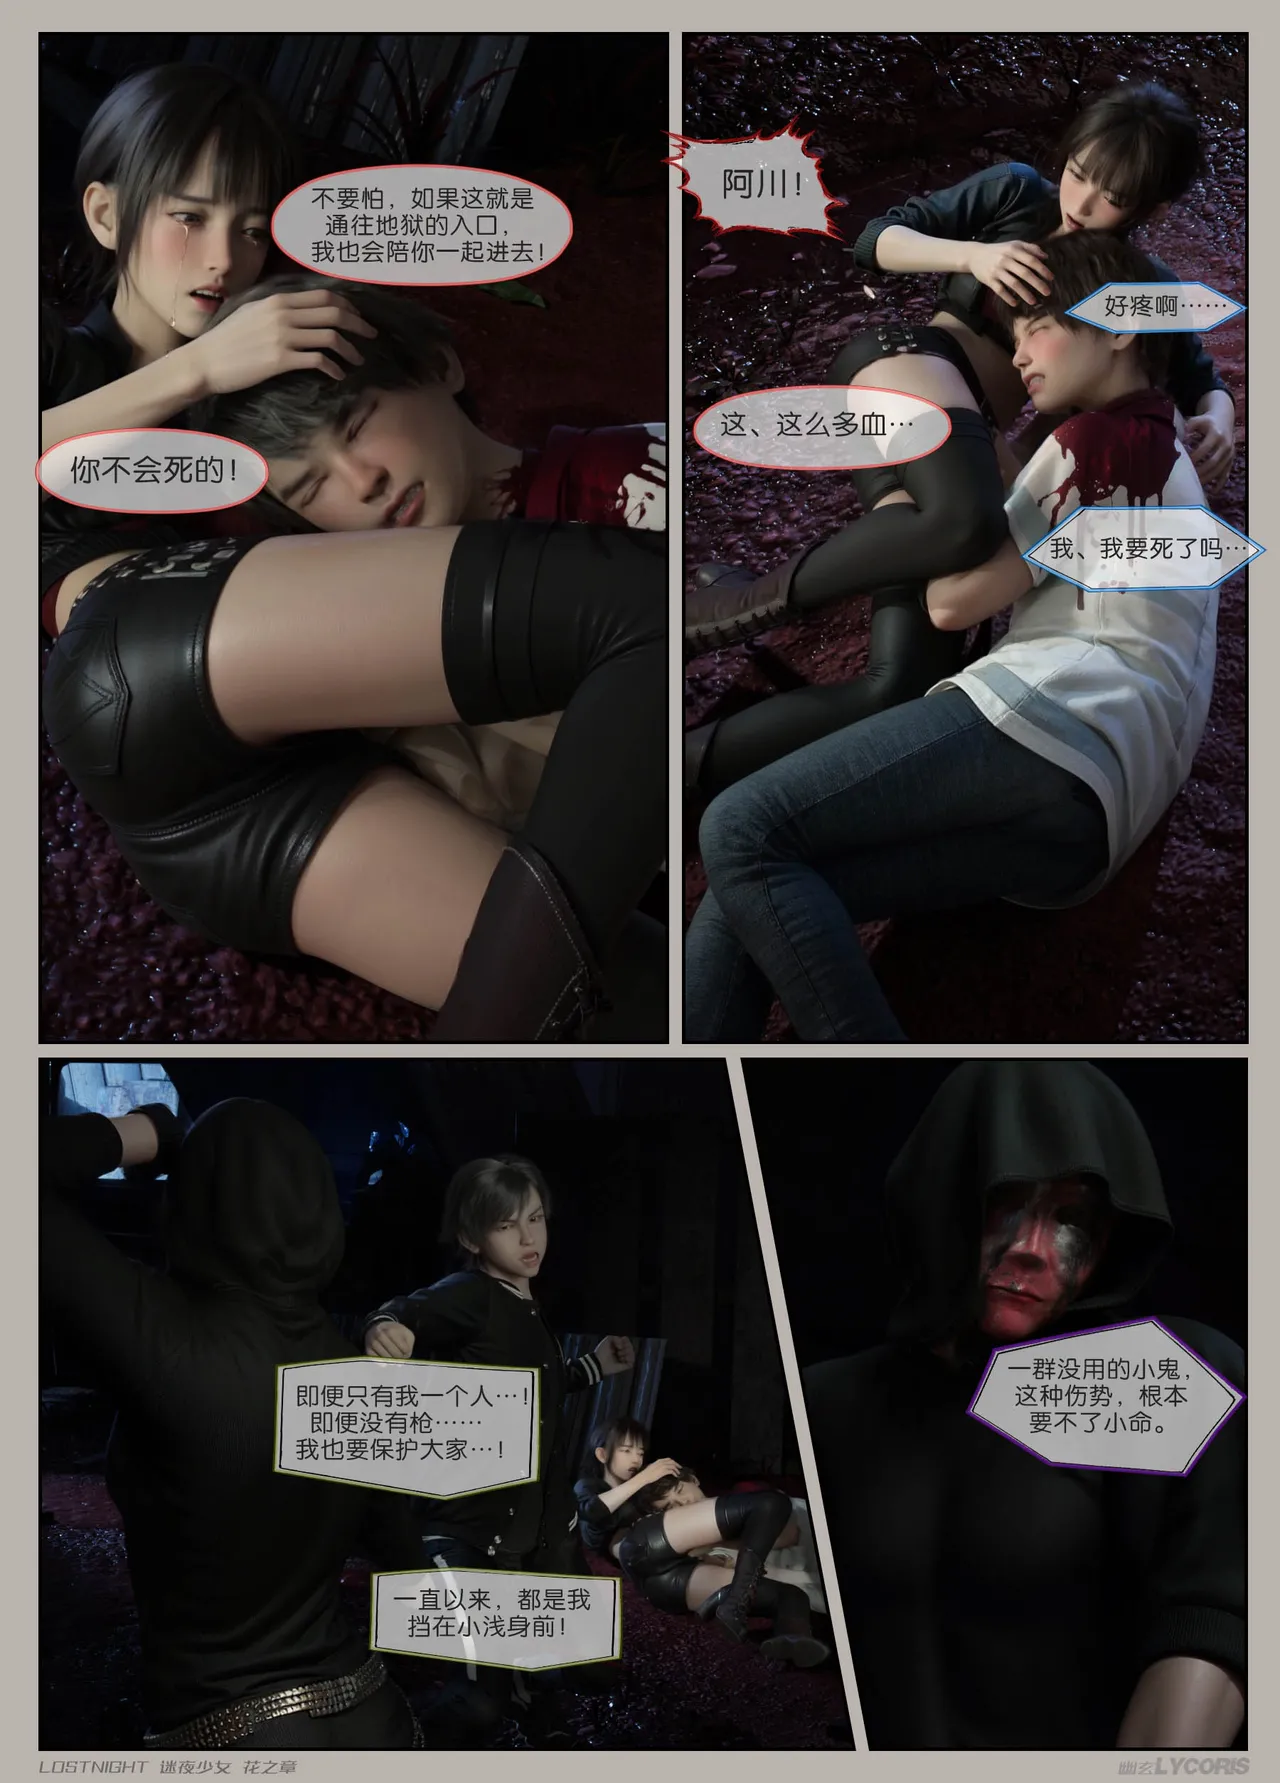 不要怕，如果这就是
通往地狱的入口，
我也会陪你一起进去！
你不会死的！
阿川！
好疼啊……
这、这么多血…
我、我要死了吗…
即便只有我一个人…！
即便没有枪……
我也要保护大家…！
一直以来，都是我
挡在小浅身前！
一群没用的小鬼，
这种伤势，根本
要不了小命。
LOSTNIGHT 迷夜少女 花之章
幽玄LYCORIS